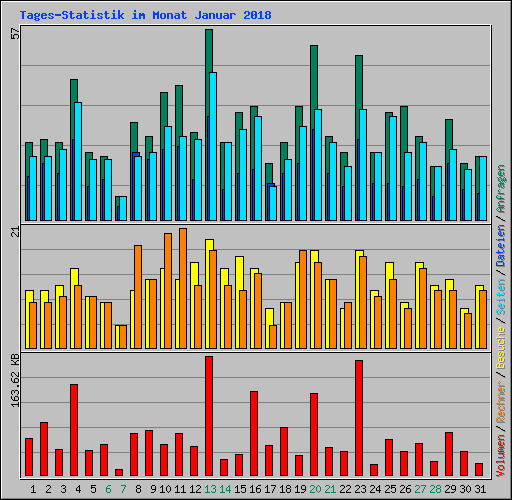 Tages-Statistik im Monat Januar 2018
57
21
163.62 KB
Volumen / Rechner / Besuche / Seiten / Dateien / Anfragen
1 2 3 4 5 6 7 8 9 10 11 12 13 14 15 16 17 18 19 20 21 22 23 24 25 26 27 28 29 30 31